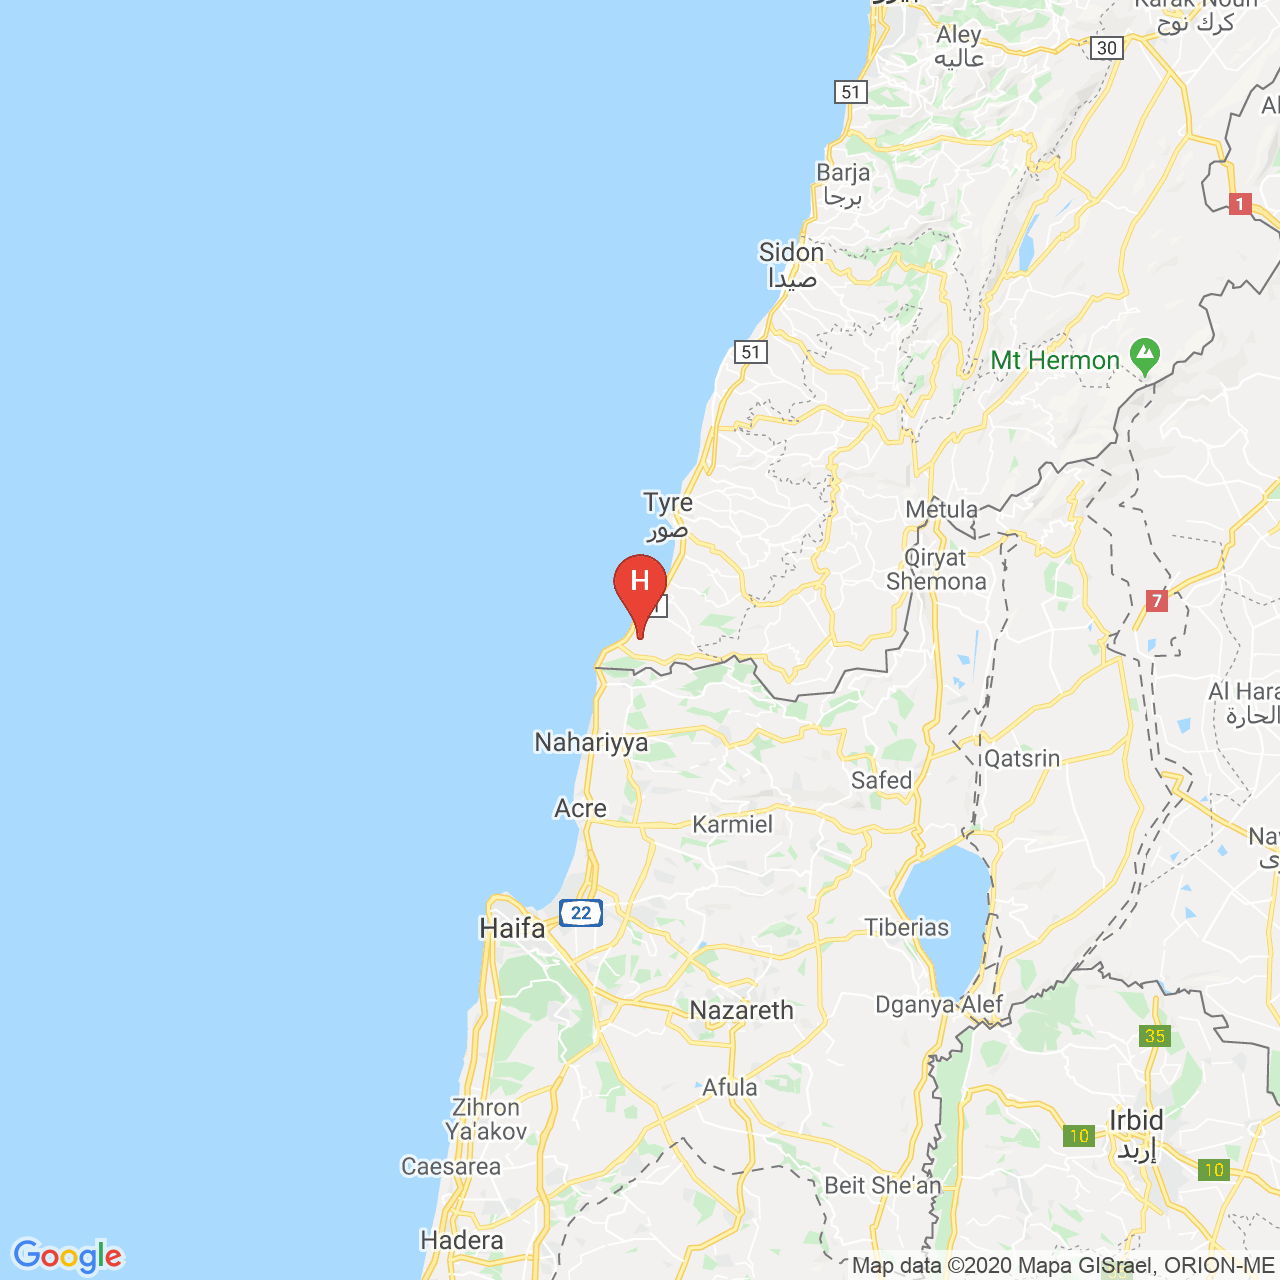 Karak Nouh
كرك نوح
Aley
عاليه
30
51
Barja
برجا
1
Sidon
صيدا
51
Mt Hermon
Tyre
صور
Metula
Qiryat
Shemona
H
7
Al Hara
الحارة
Nahariyya
Qatsrin
Safed
Acre
Karmiel
22
Haifa
Tiberias
Nazareth
Dganya Alef
35
Afula
Zihron
Ya'akov
Irbid
إربد
10
Caesarea
10
Beit She'an
Hadera
Google
Map data ©2020 Mapa GISrael, ORION-ME